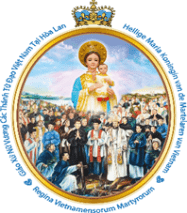 Giáo Xứ Nữ Vương Các Thánh Tử Đạo Việt Nam Tại Hòa Lan
Heilige Maria Koningin van de Martelaren van Vietnam
Regina Vietnamensorum Martyrorum